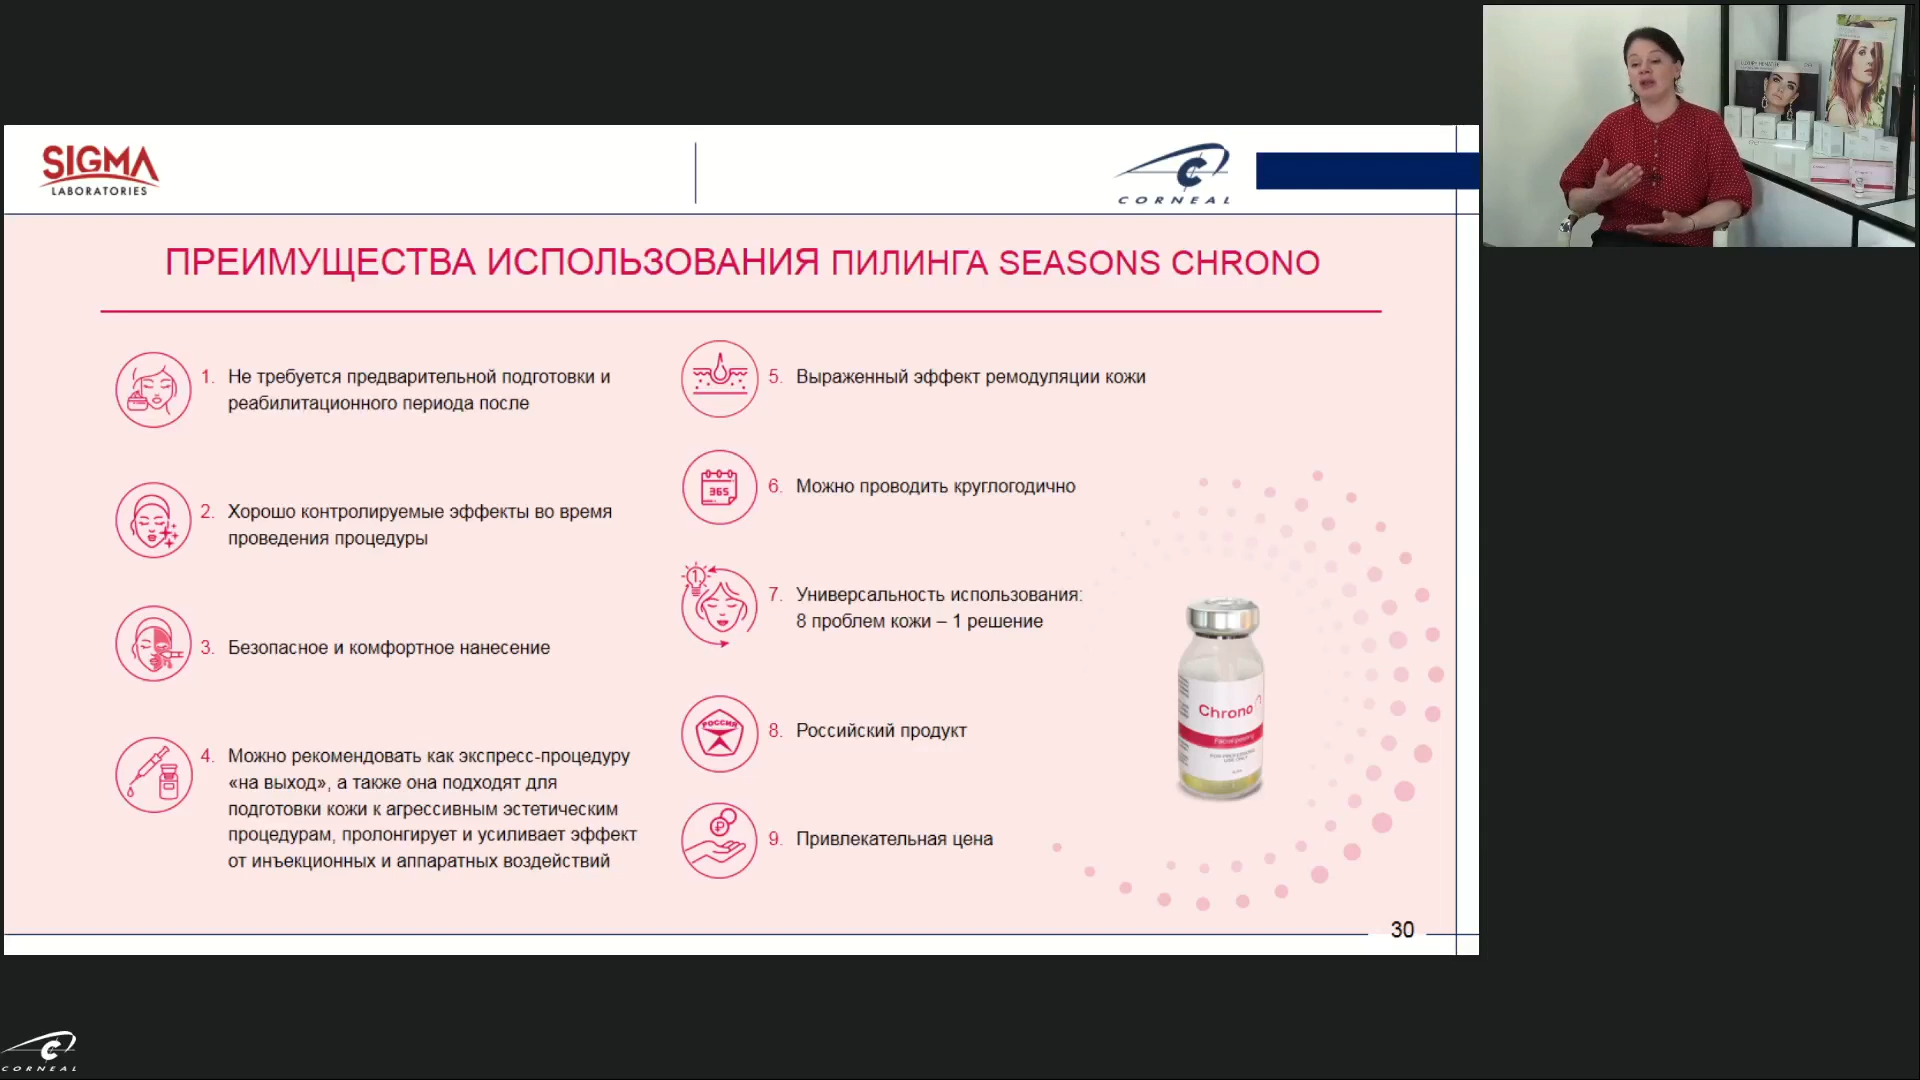 SIGMA
LABORATORIES
CORNEAL
ПРЕИМУЩЕСТВА ИСПОЛЬЗОВАНИЯ ПИЛИНГА SEASONS CHRONO
1. Не требуется предварительной подготовки и
реабилитационного периода после
2. Хорошо контролируемые эффекты во время
проведения процедуры
3. Безопасное и комфортное нанесение
4. Можно рекомендовать как экспресс-процедуру
«на выход», а также она подходят для
подготовки кожи к агрессивным эстетическим
процедурам, пролонгирует и усиливает эффект
от инъекционных и аппаратных воздействий
5. Выраженный эффект ремодуляции кожи
365
6. Можно проводить круглогодично
1
7. Универсальность использования:
8 проблем кожи – 1 решение
РОССИЯ
8. Российский продукт
₽
9. Привлекательная цена
Chrono
30
CORNEAL